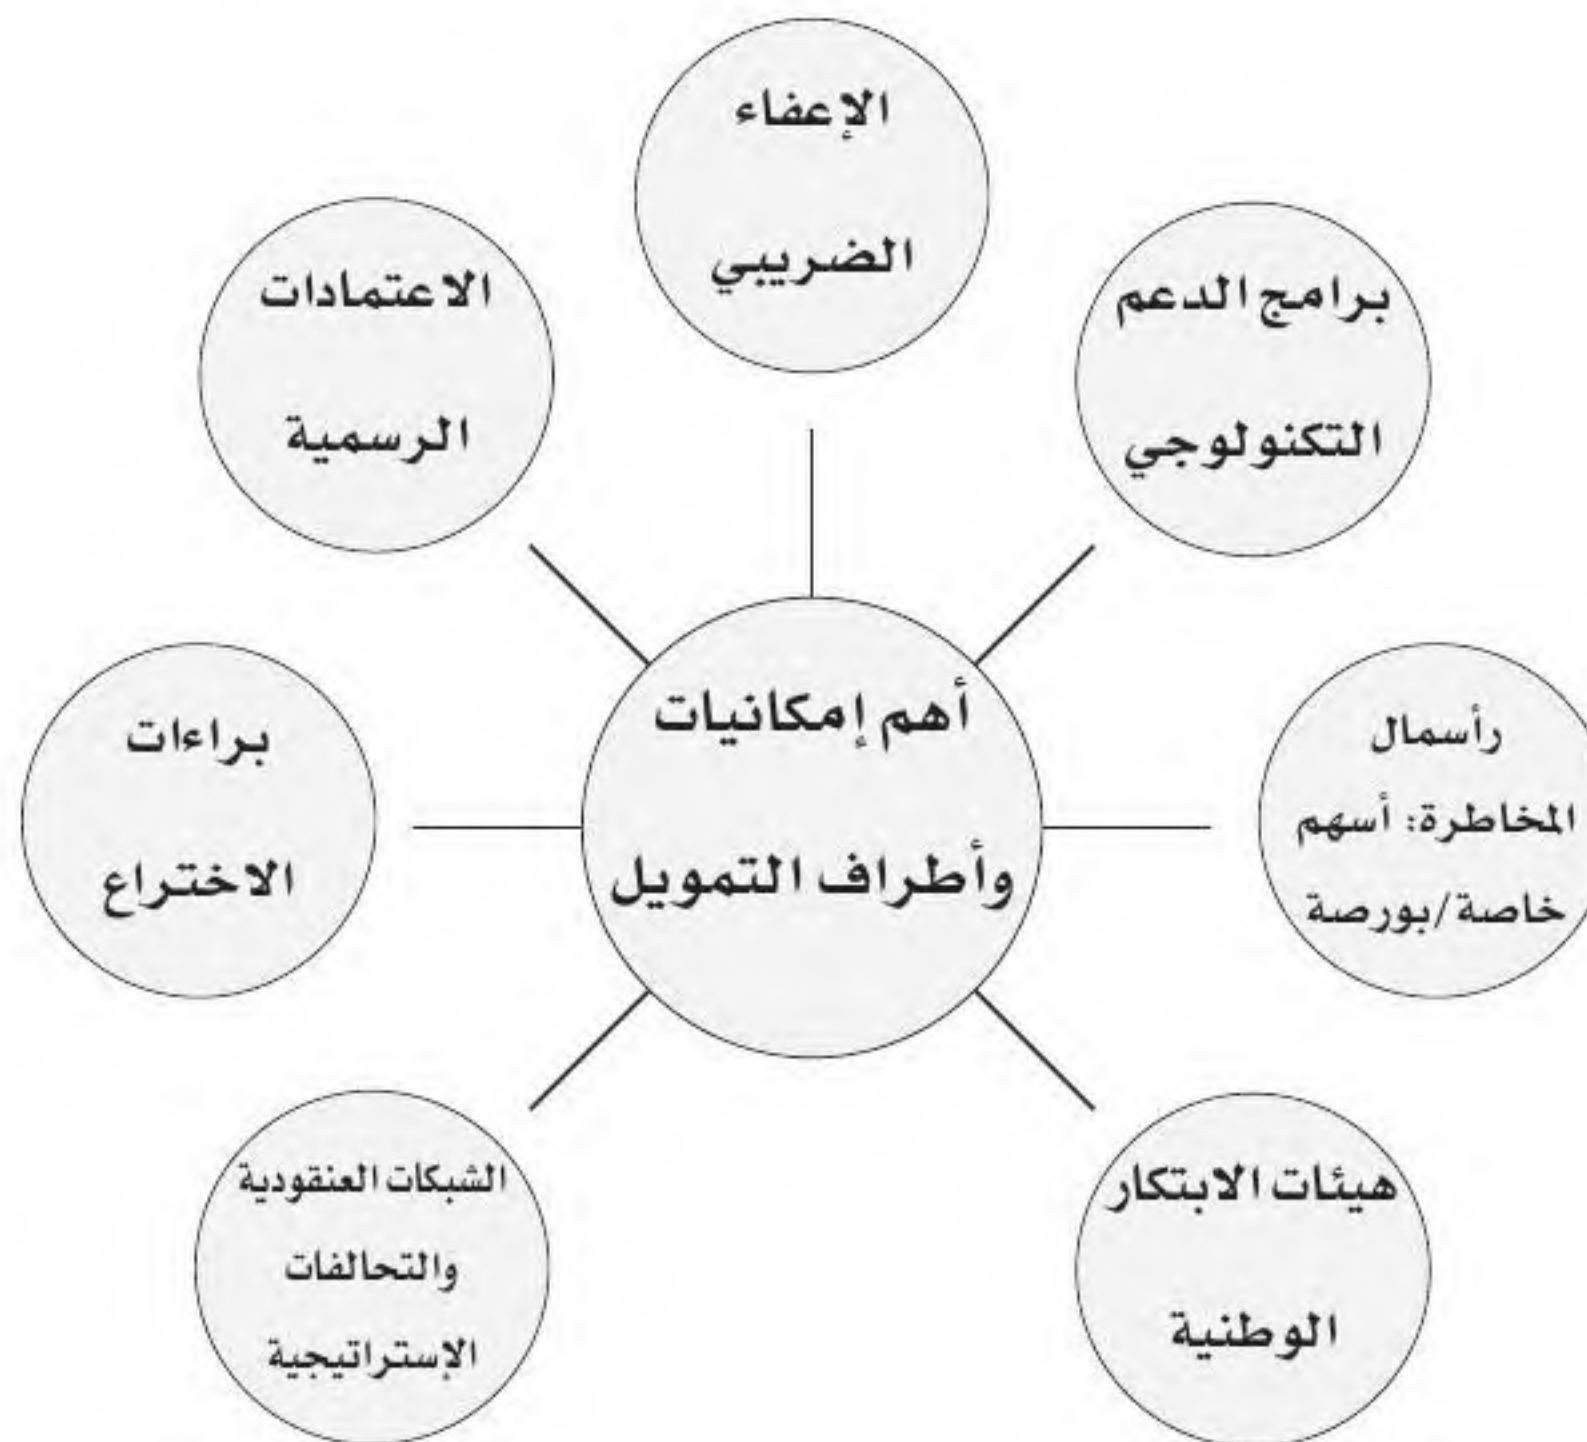 الإعفاء
الضريبي
برامج الدعم
التكنولوجي
رأسمال
المخاطرة: أسهم
خاصة/بورصة
هيئات الابتكار
الوطنية
الشبكات العنقودية
والتحالفات
الإستراتيجية
براءات
الاختراع
الاعتمادات
الرسمية
أهم إمكانيات
وأطراف التمويل